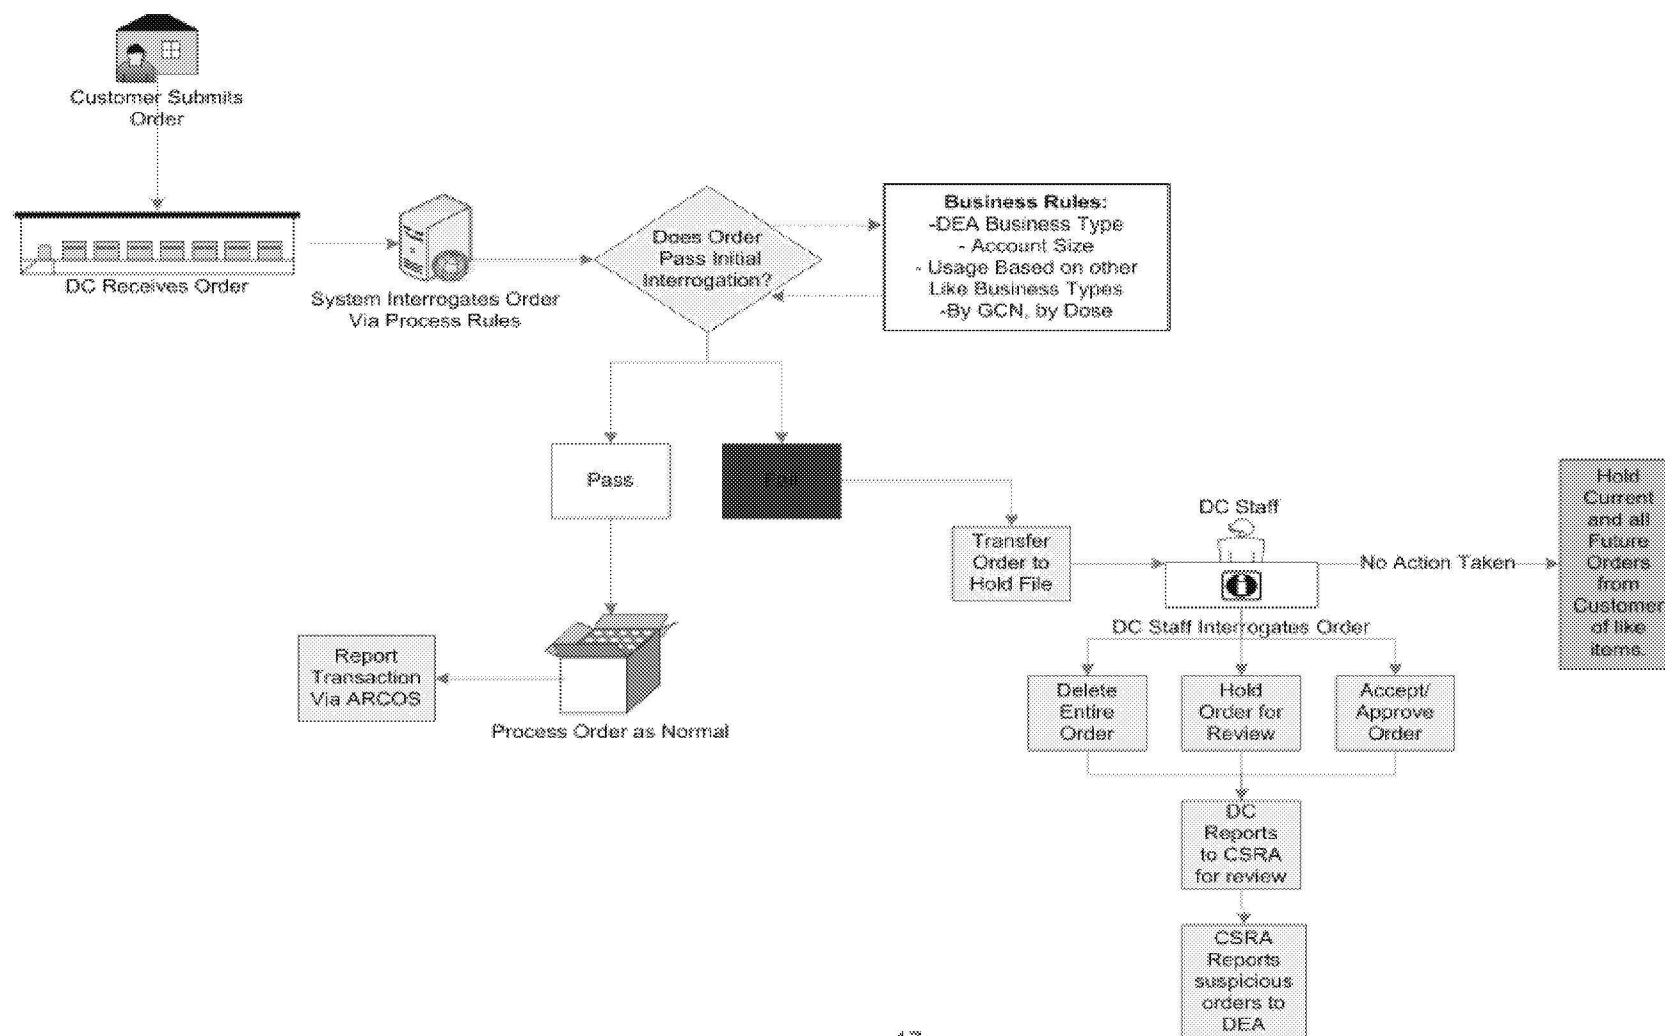 Customer Submits
Order
DC Receives Order
System Interrogates Order
Via Process Rules
Does Order
Pass Initial
Interrogation?
Business Rules:
-DEA Business Type
- Account Size
- Usage Based on other
Like Business Types
-By GCN, by Dose
Pass
Fail
Transfer
Order to
Hold File
DC Staff
DC Staff Interrogates Order
No Action Taken
Hold
Current
and all
Future
Orders
from
Customer
of like
items.
Report
Transaction
Via ARCOS
Process Order as Normal
Delete
Entire
Order
Hold
Order for
Review
Accept/
Approve
Order
DC
Reports
to CSRA
for review
CSRA
Reports
suspicious
orders to
DEA